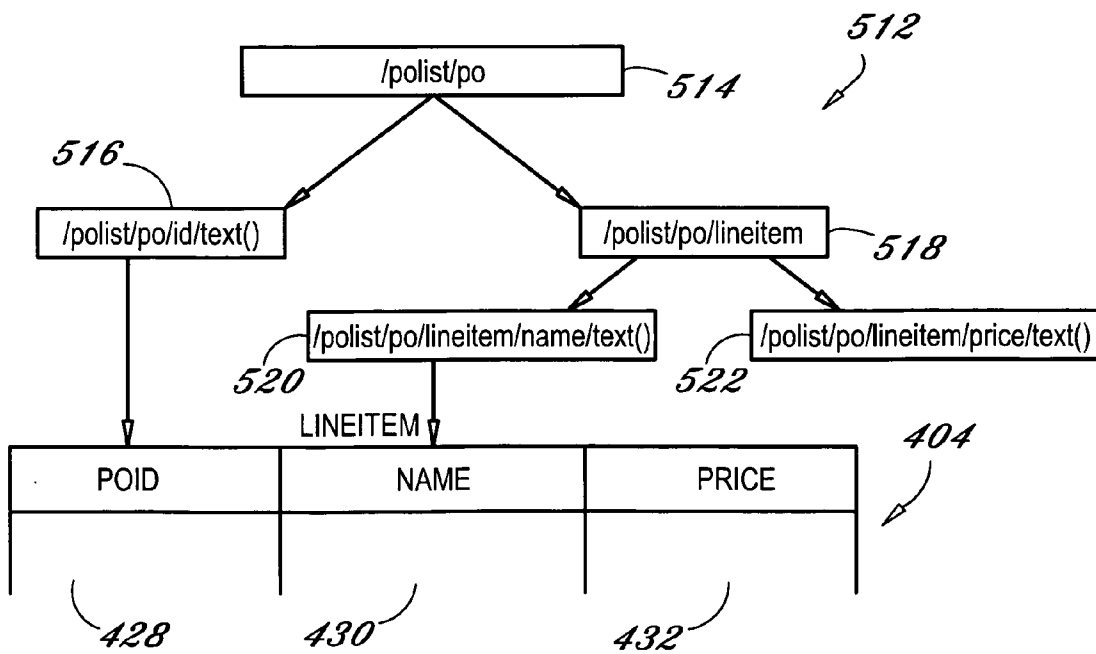 512
/polist/po
514
516
/polist/po/id/text()
/polist/po/lineitem
518
/polist/po/lineitem/name/text()
/polist/po/lineitem/price/text()
520
522
LINEITEM
404
POID NAME PRICE
428 430 432